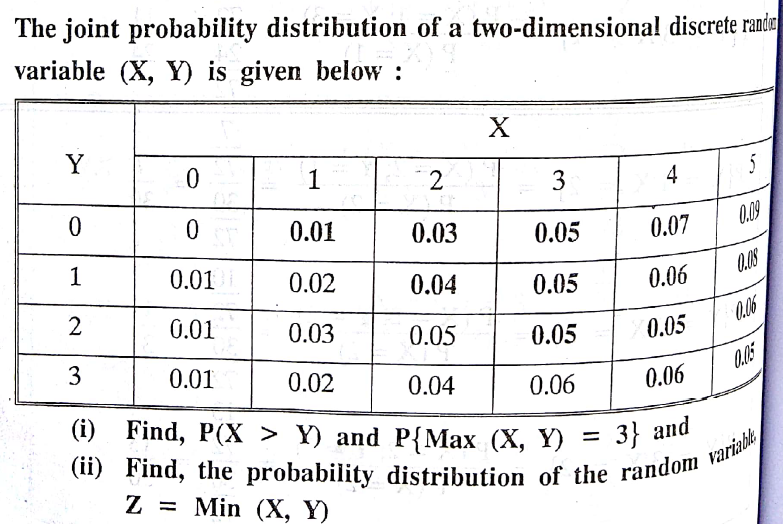 The joint probability distribution of a two-dimensional discrete
variable (X, Y) is given below :
X
Y
0 1 2 3 4 5
0 0 0.01 0.03 0.05 0.07 0.09
1 0.01 0.02 0.04 0.05 0.06 0.08
2 0.01 0.03 0.05 0.05 0.05 0.06
3 0.01 0.02 0.04 0.06 0.06 0.05
(i) Find, P(X > Y) and P{Max (X, Y) = 3} and
(ii) Find, the probability distribution of the random variable,
Z = Min (X, Y)